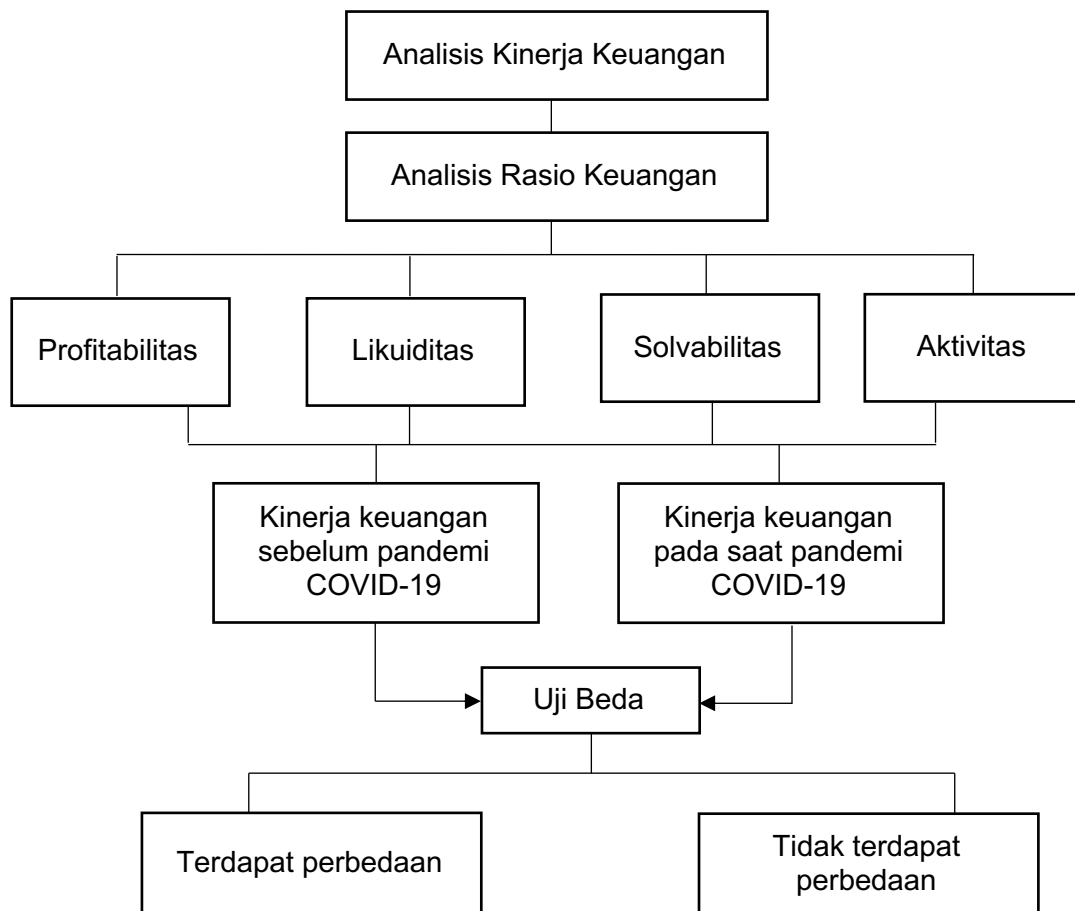 Analisis Kinerja Keuangan
Analisis Rasio Keuangan
Profitabilitas
Likuiditas
Solvabilitas
Aktivitas
Kinerja keuangan
sebelum pandemi
COVID-19
Kinerja keuangan
pada saat pandemi
COVID-19
Uji Beda
Terdapat perbedaan
Tidak terdapat
perbedaan